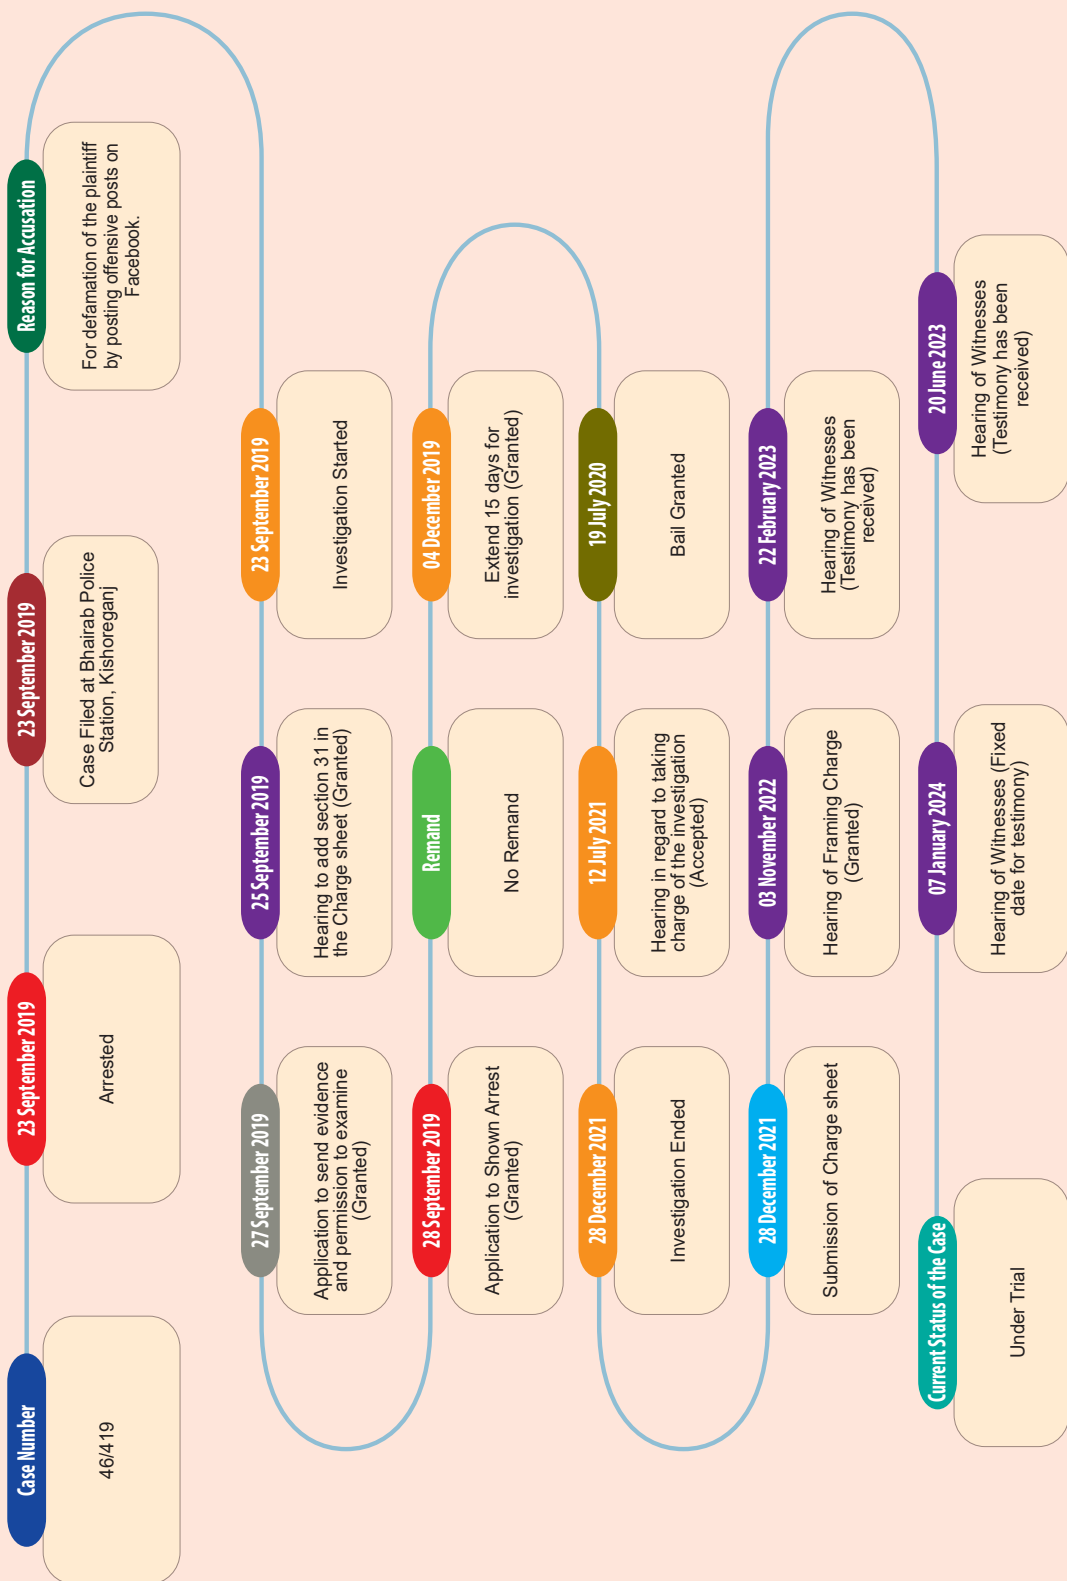 Case Number
46/419
23 September 2019
Arrested
23 September 2019
Case Filed at Bhairab Police
Station, Kishoreganj
Reason for Accusation
For defamation of the plaintiff
by posting offensive posts on
Facebook.
23 September 2019
Investigation Started
25 September 2019
Hearing to add section 31 in
the Charge sheet (Granted)
27 September 2019
Application to send evidence
and permission to examine
(Granted)
28 September 2019
Application to Shown Arrest
(Granted)
Remand
No Remand
04 December 2019
Extend 15 days for
investigation (Granted)
19 July 2020
Bail Granted
12 July 2021
Hearing in regard to taking
charge of the investigation
(Accepted)
28 December 2021
Investigation Ended
28 December 2021
Submission of Charge sheet
03 November 2022
Hearing of Framing Charge
(Granted)
22 February 2023
Hearing of Witnesses
(Testimony has been
received)
20 June 2023
Hearing of Witnesses
(Testimony has been
received)
07 January 2024
Hearing of Witnesses (Fixed
date for testimony)
Current Status of the Case
Under Trial